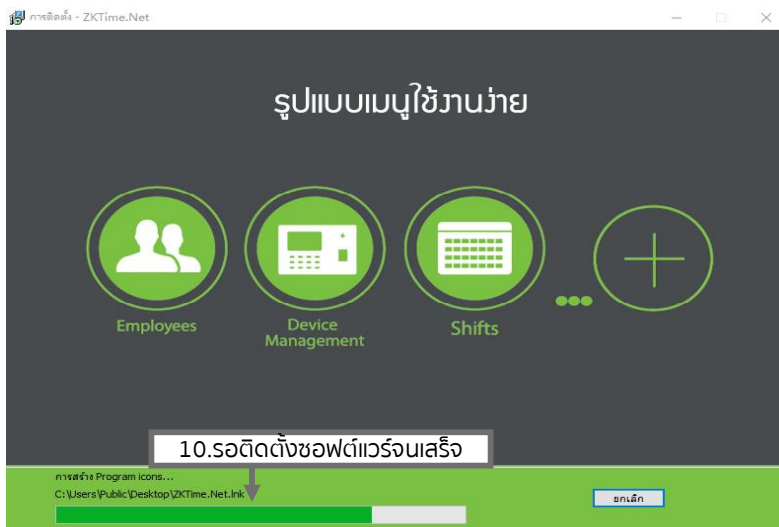 การติดตั้ง - ZKTime.Net
รูปแบบเมนูใช้งานง่าย
Employees
Device
Management
Shifts
10.รอติดตั้งซอฟต์แวร์จนเสร็จ
การสร้าง Program icons...
C:\Users\Public\Desktop\ZKTime.Net.lnk
ยกเลิก